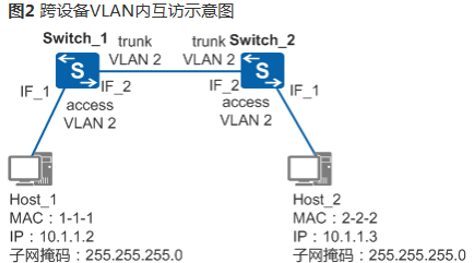 图2 跨设备VLAN内互访示意图
Switch_1 trunk trunk Switch_2
VLAN 2 VLAN 2
S S
IF_1 IF_2 IF_2 IF_1
access access
VLAN 2 VLAN 2
Host_1 Host_2
MAC：1-1-1 MAC：2-2-2
IP：10.1.1.2 IP：10.1.1.3
子网掩码：255.255.255.0 子网掩码：255.255.255.0